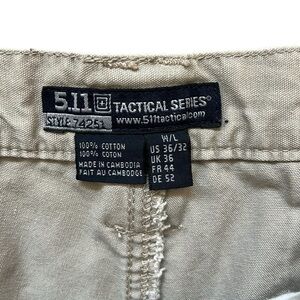 5.11 TACTICAL SERIES®
STYLE 74251 www.511tactical.com
100% COTTON
100% COTON
MADE IN CAMBODIA
FAIT AU CAMBODGE
W/L
US 36/32
UK 36
FR 44
DE 52